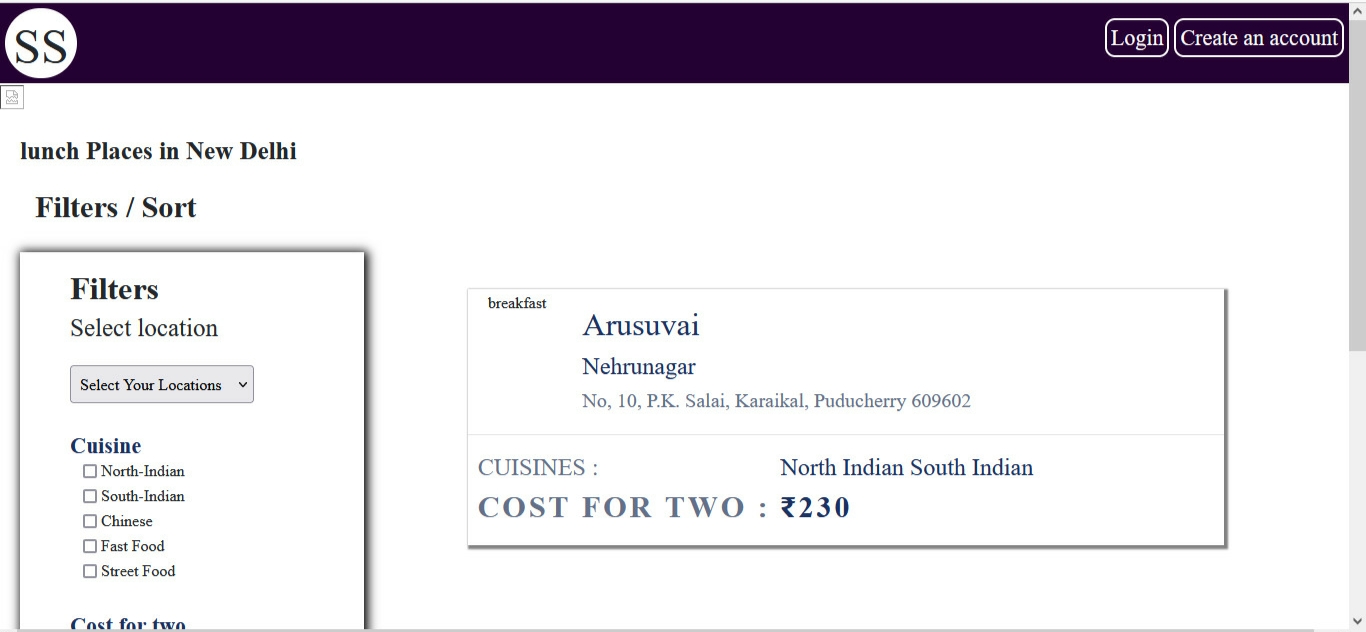 SS
Login
Create an account
lunch Places in New Delhi
Filters / Sort
Filters
Select location
Select Your Locations
Cuisine
North-Indian
South-Indian
Chinese
Fast Food
Street Food
Cost for two
breakfast
Arusuvai
Nehrunagar
No, 10, P.K. Salai, Karaikal, Puducherry 609602
CUISINES : North Indian South Indian
COST FOR TWO : ₹230